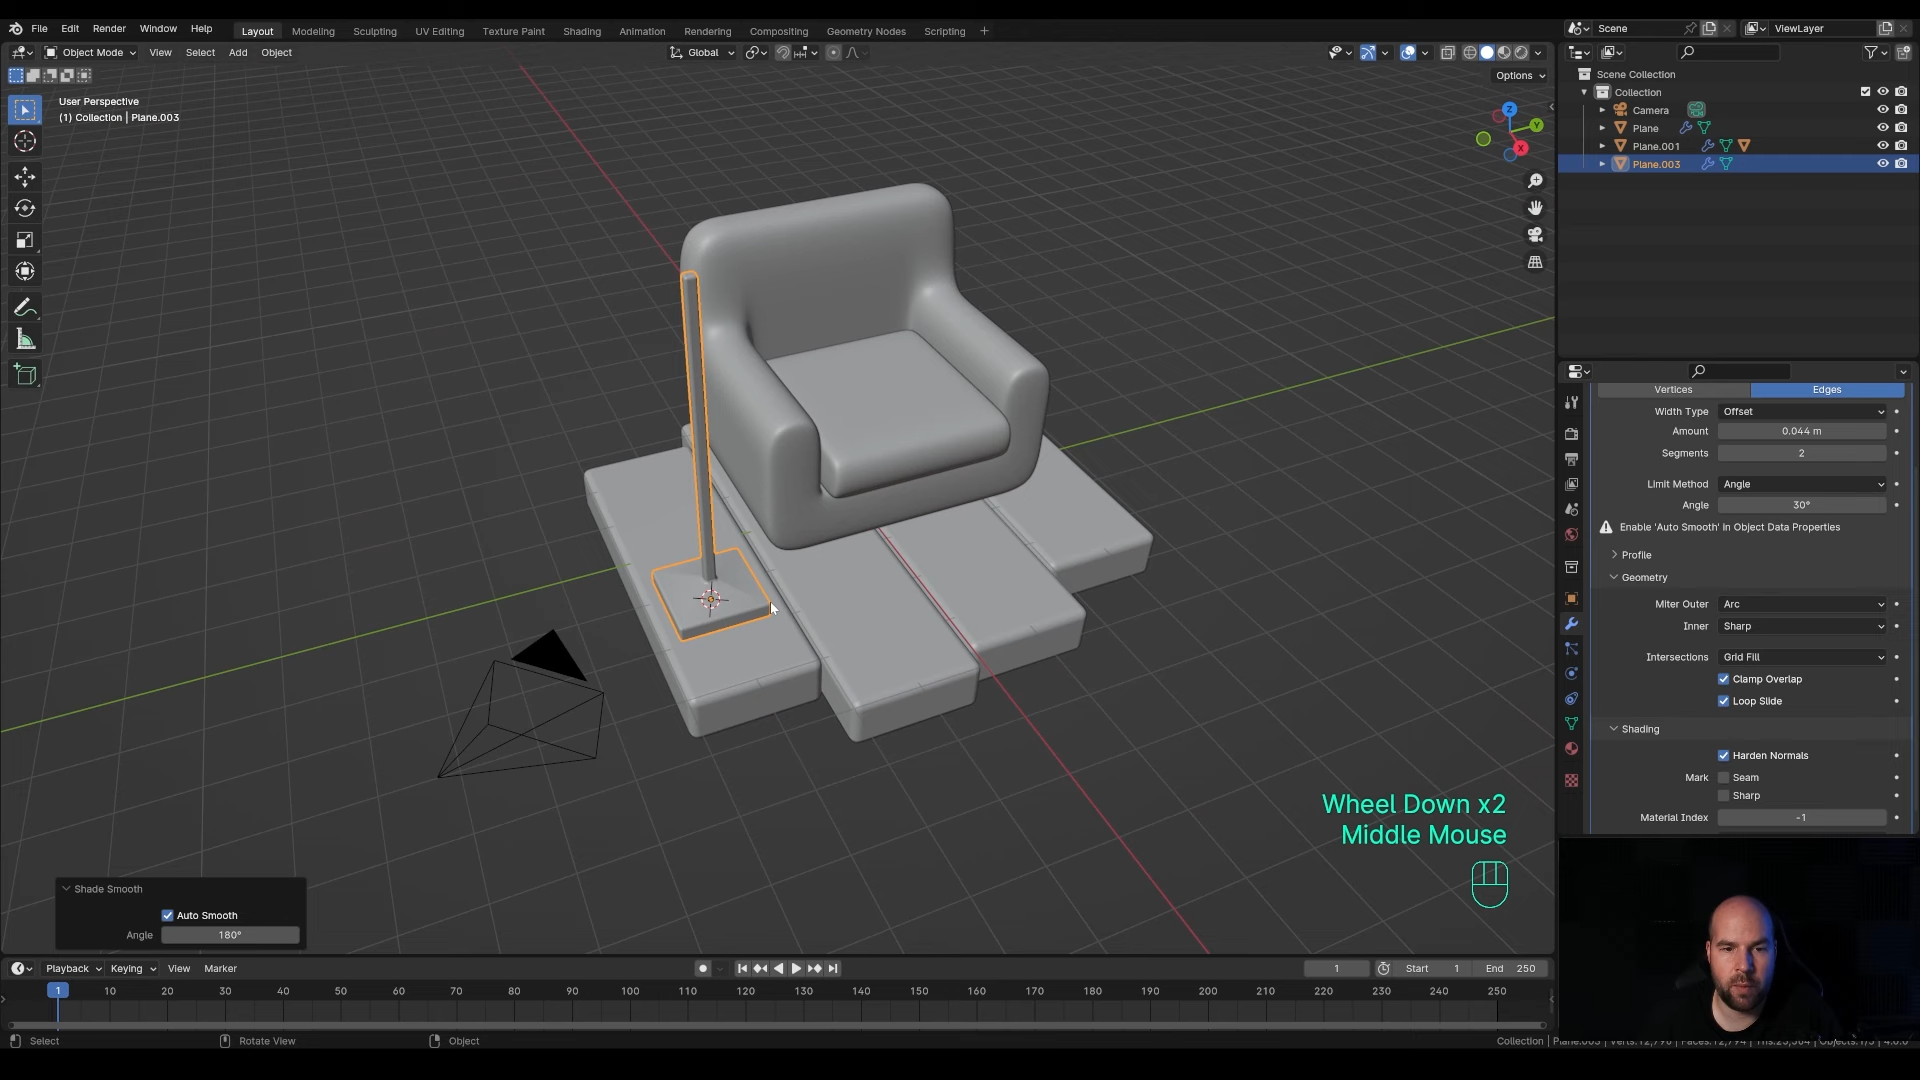 File Edit Render Window Help Layout Modeling Sculpting UV Editing Texture Paint Shading Animation Rendering Compositing Geometry Nodes Scripting + Scene ViewLayer
Object Mode View Select Add Object Global
Options
User Perspective
(1) Collection | Plane.003
Z
Y
X
Scene Collection
Collection
Camera
Plane
Plane.001
Plane.003
Vertices Edges
Width Type Offset
Amount 0.044 m
Segments 2
Limit Method Angle
Angle 30°
Enable 'Auto Smooth' in Object Data Properties
Profile
Geometry
Miter Outer Arc
Inner Sharp
Intersections Grid Fill
Clamp Overlap
Loop Slide
Shading
Harden Normals
Mark Seam
Sharp
Material Index -1
Wheel Down x2
Middle Mouse
Shade Smooth
Auto Smooth
Angle 180°
Playback Keying View Marker 1 Start 1 End 250
1 10 20 30 40 50 60 70 80 90 100 110 120 130 140 150 160 170 180 190 200 210 220 230 240 250
Select Rotate View Object